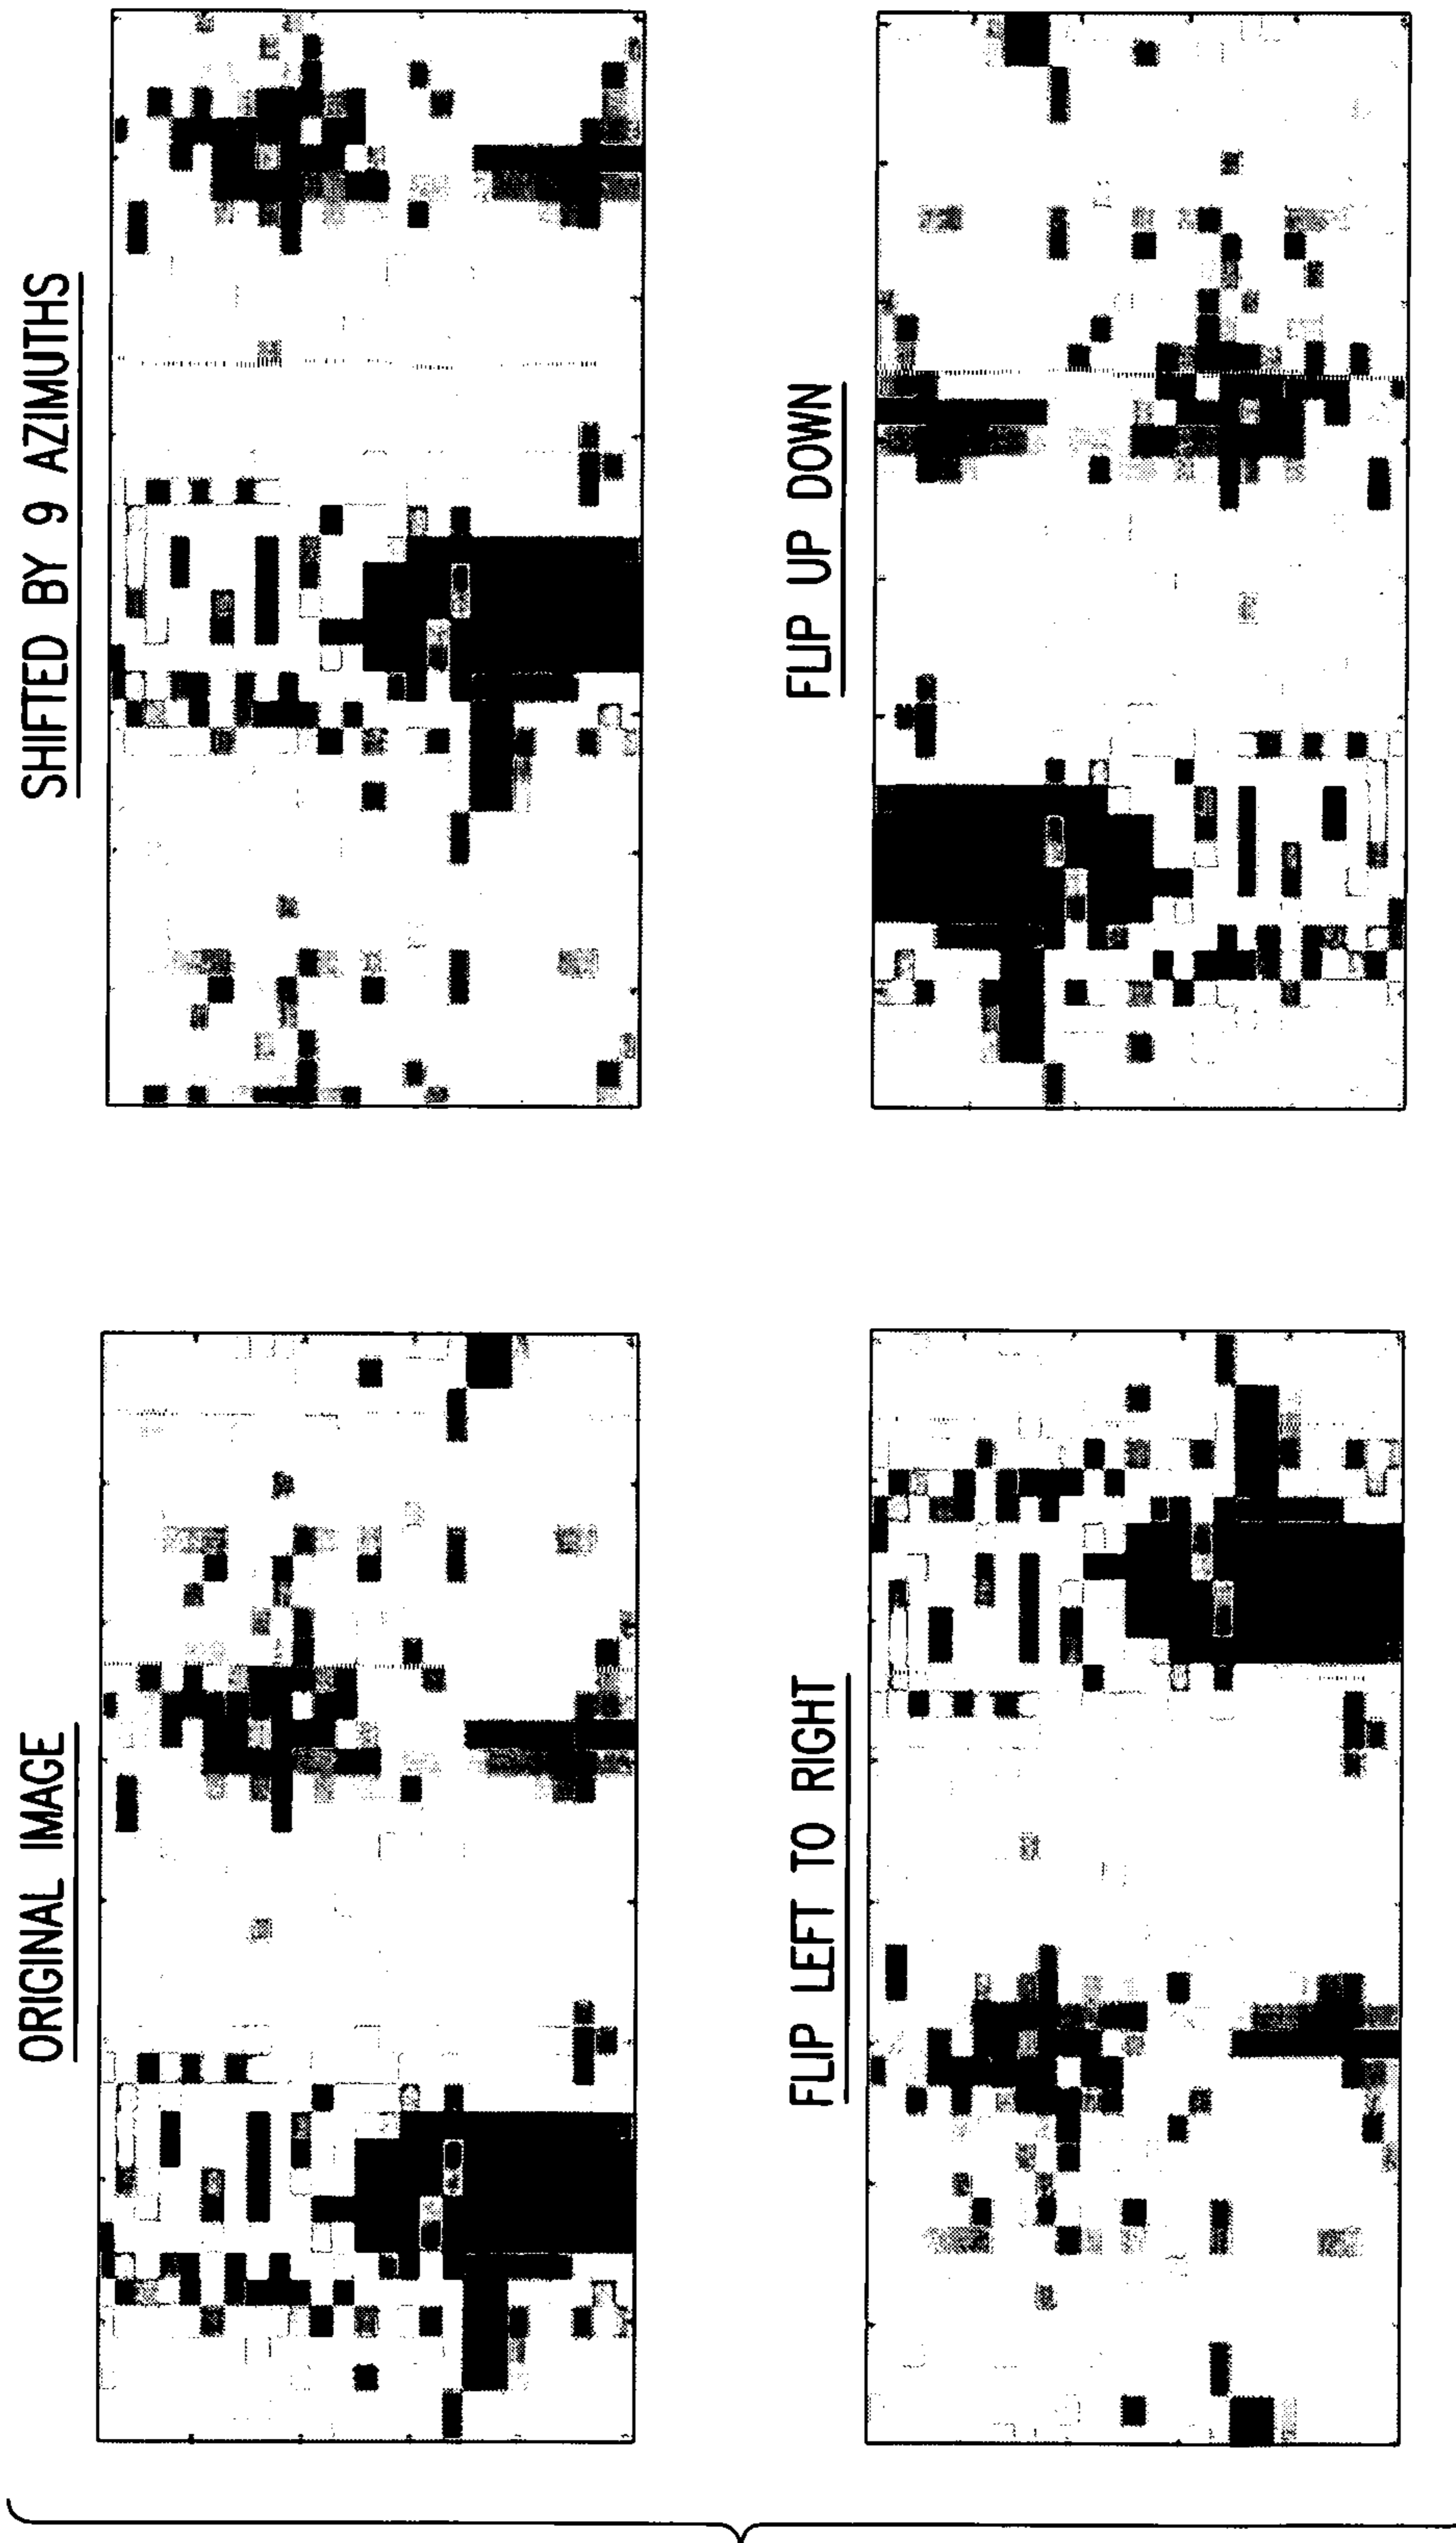 ORIGINAL IMAGE
SHIFTED BY 9 AZIMUTHS
FLIP LEFT TO RIGHT
FLIP UP DOWN